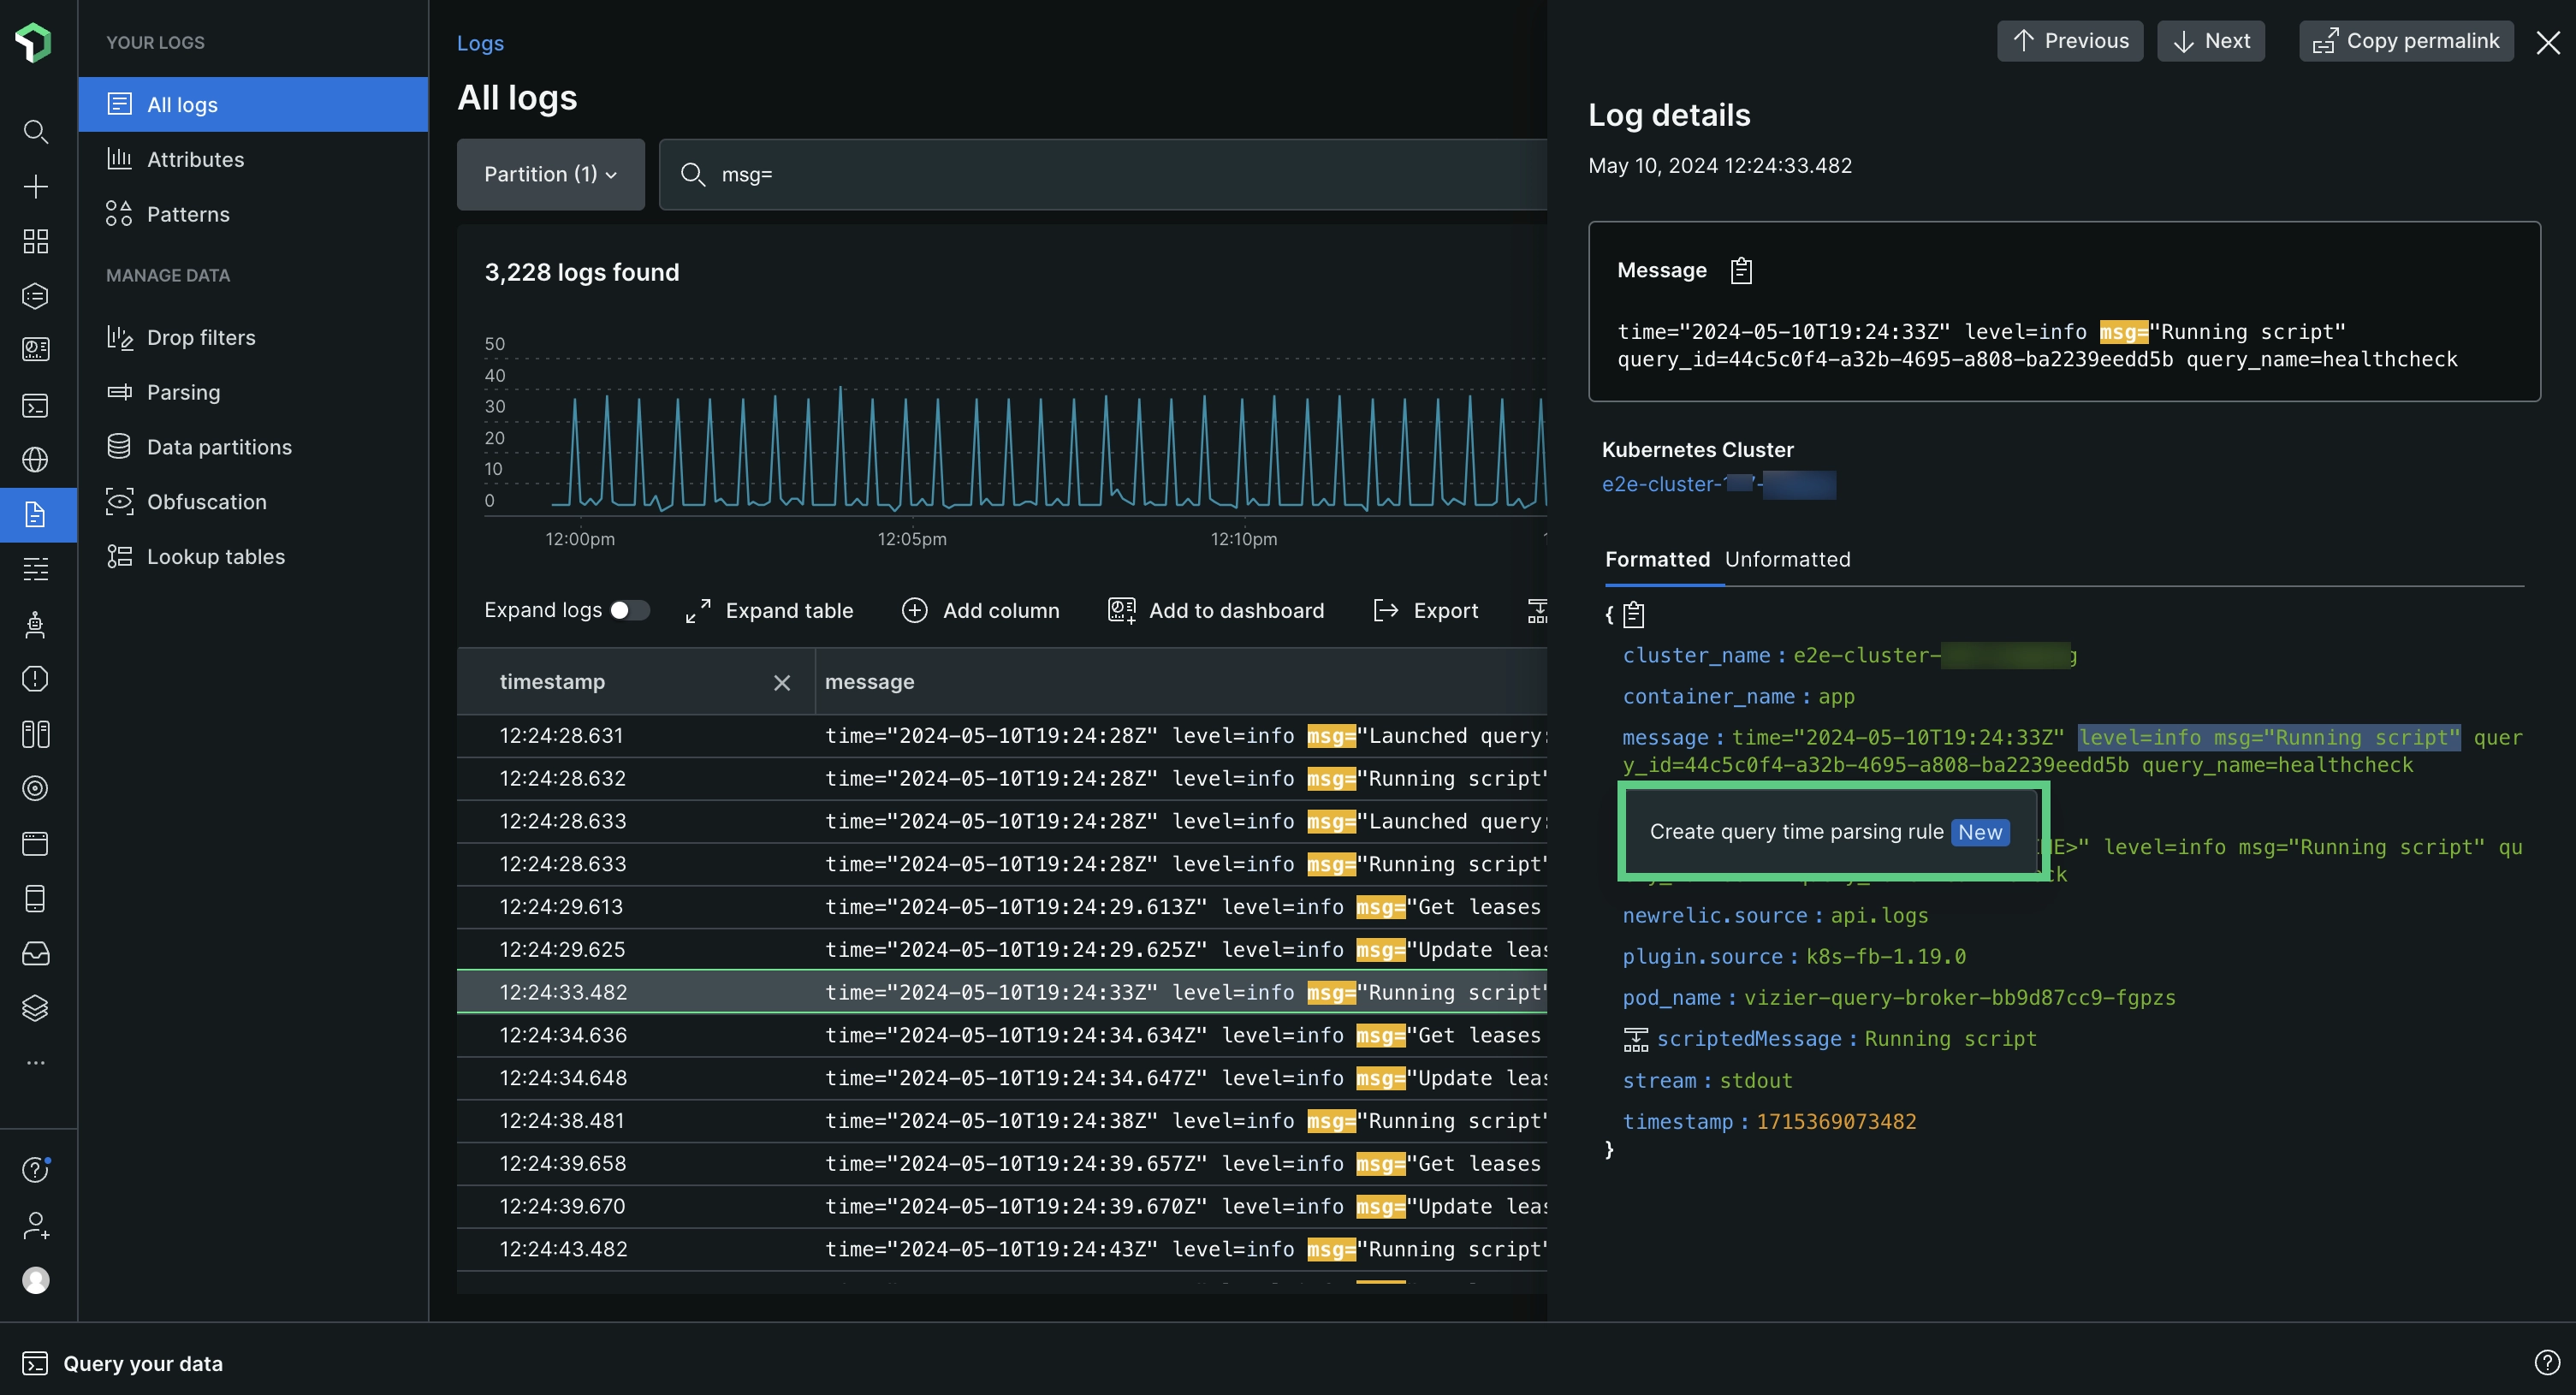 YOUR LOGS
All logs
Attributes
Patterns
MANAGE DATA
Drop filters
Parsing
Data partitions
Obfuscation
Lookup tables
Logs
All logs
Partition (1)
msg=
3,228 logs found
50
40
30
20
10
0
12:00pm
12:05pm
12:10pm
Expand logs
Expand table
Add column
Add to dashboard
Export
timestamp
message
12:24:28.631 time="2024-05-10T19:24:28Z" level=info msg="Launched query:
12:24:28.632 time="2024-05-10T19:24:28Z" level=info msg="Running script"
12:24:28.633 time="2024-05-10T19:24:28Z" level=info msg="Launched query:
12:24:28.633 time="2024-05-10T19:24:28Z" level=info msg="Running script"
12:24:29.613 time="2024-05-10T19:24:29.613Z" level=info msg="Get leases
12:24:29.625 time="2024-05-10T19:24:29.625Z" level=info msg="Update leas
12:24:33.482 time="2024-05-10T19:24:33Z" level=info msg="Running script"
12:24:34.636 time="2024-05-10T19:24:34.634Z" level=info msg="Get leases
12:24:34.648 time="2024-05-10T19:24:34.647Z" level=info msg="Update leas
12:24:38.481 time="2024-05-10T19:24:38Z" level=info msg="Running script"
12:24:39.658 time="2024-05-10T19:24:39.657Z" level=info msg="Get leases
12:24:39.670 time="2024-05-10T19:24:39.670Z" level=info msg="Update leas
12:24:43.482 time="2024-05-10T19:24:43Z" level=info msg="Running script"
Previous
Next
Copy permalink
Log details
May 10, 2024 12:24:33.482
Message
time="2024-05-10T19:24:33Z" level=info msg="Running script"
query_id=44c5c0f4-a32b-4695-a808-ba2239eedd5b query_name=healthcheck
Kubernetes Cluster
e2e-cluster-
Formatted
Unformatted
{
cluster_name : e2e-cluster-
container_name : app
message : time="2024-05-10T19:24:33Z" level=info msg="Running script" quer
y_id=44c5c0f4-a32b-4695-a808-ba2239eedd5b query_name=healthcheck
Create query time parsing rule New
level=info msg="Running script" qu
newrelic.source : api.logs
plugin.source : k8s-fb-1.19.0
pod_name : vizier-query-broker-bb9d87cc9-fgpzs
scriptedMessage : Running script
stream : stdout
timestamp : 1715369073482
}
Query your data